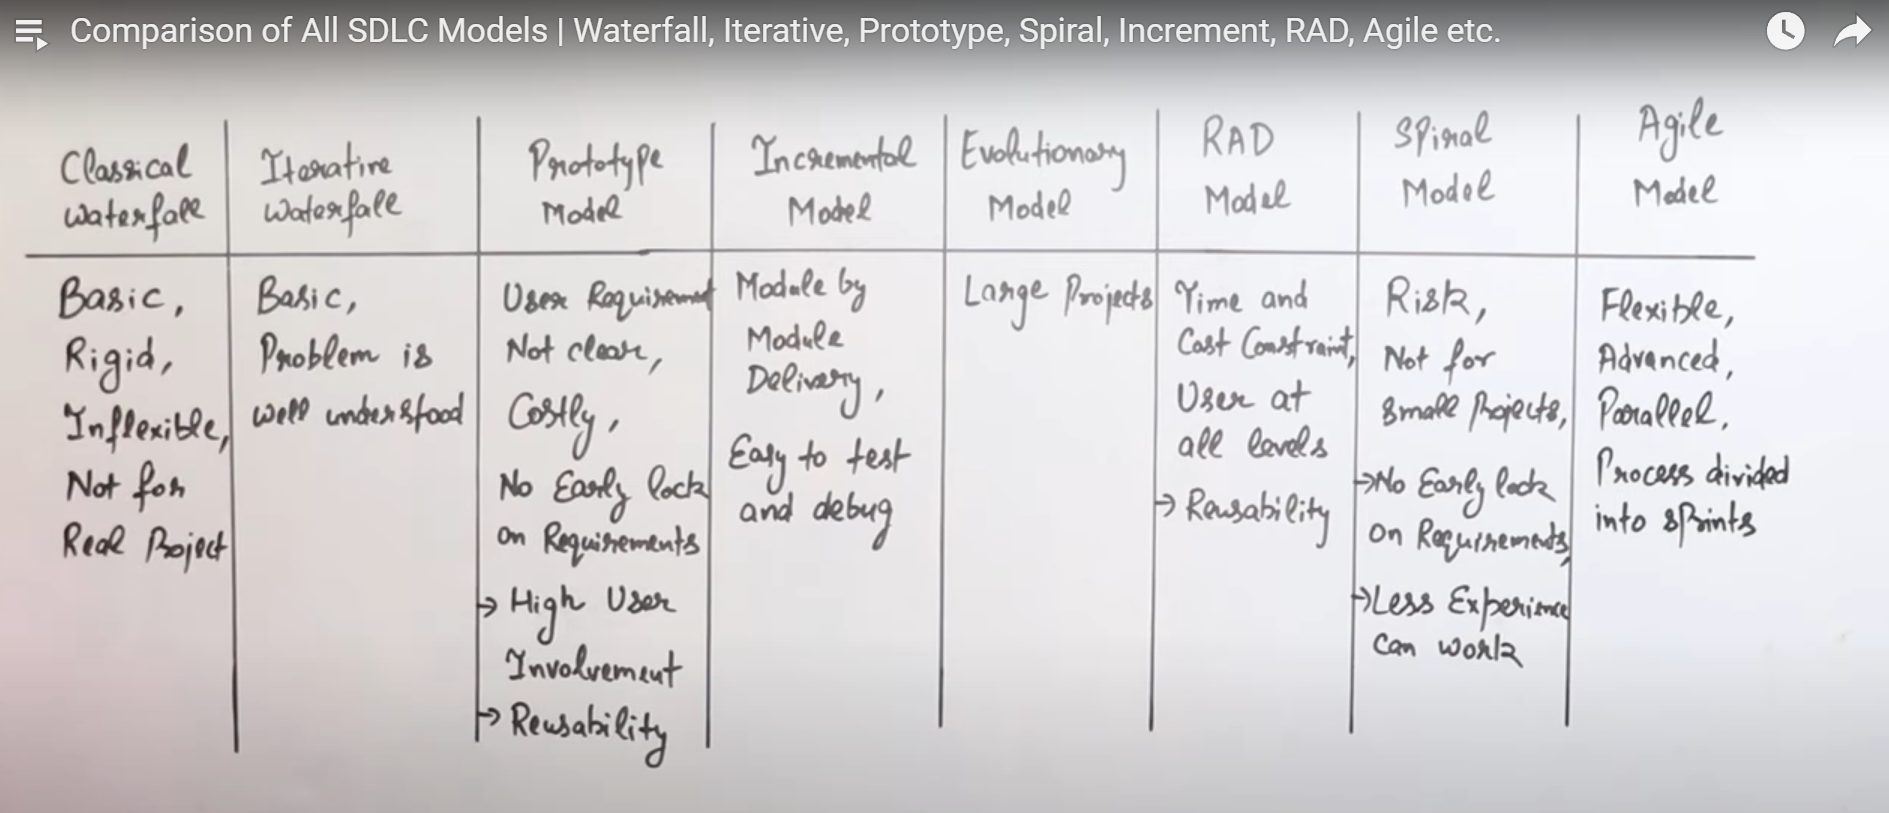 Comparison of All SDLC Models | Waterfall, Iterative, Prototype, Spiral, Increment, RAD, Agile etc.
Classical
Waterfall
Basic,
Rigid,
Inflexible,
Not for
Real Project
Iterative
Waterfall
Basic,
Problem is
well understood
Prototype
Model
User Requirement
Not clear,
Costly,
No Early lock
on Requirements
→ High User
Involvement
→ Reusability
Incremental
Model
Module by
Module
Delivery,
Easy to test
and debug
Evolutionary
Model
Large Projects
RAD
Model
Time and
Cost Constraint,
User at
all levels
→ Reusability
Spiral
Model
Risk,
Not for
Small Projects,
→No Early lock
on Requirements,
→Less Experience
Can work
Agile
Model
Flexible,
Advanced,
Parallel,
Process divided
into sprints